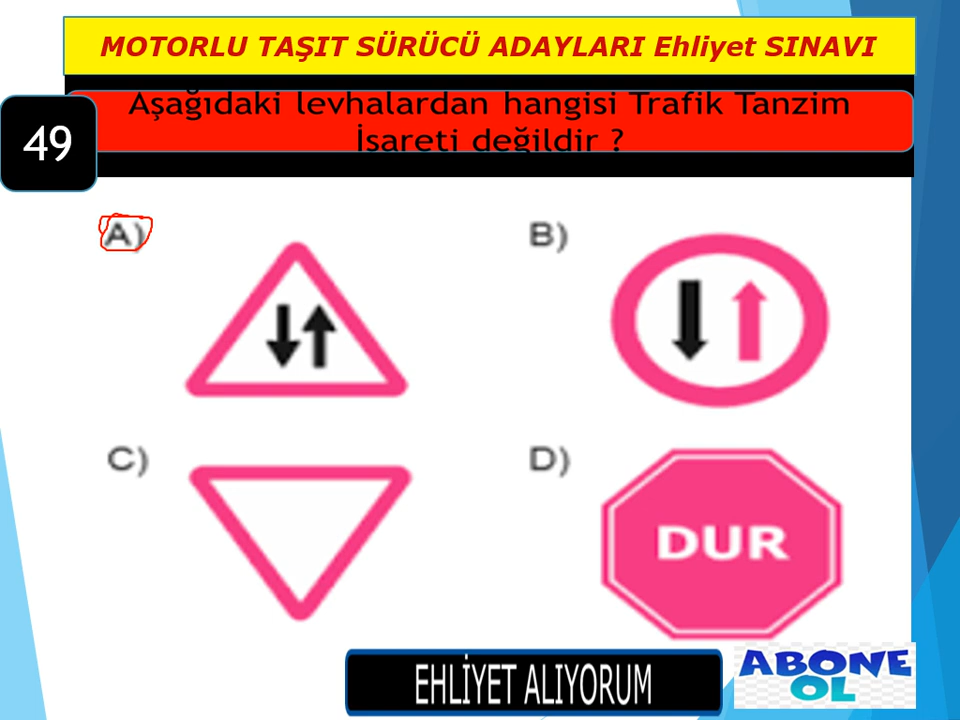 MOTORLU TAŞIT SÜRÜCÜ ADAYLARI Ehliyet SINAVI
49
Aşağıdaki levhalardan hangisi Trafik Tanzim
İşareti değildir ?
A)
B)
C)
D)
DUR
EHLİYET ALIYORUM
ABONE
OL